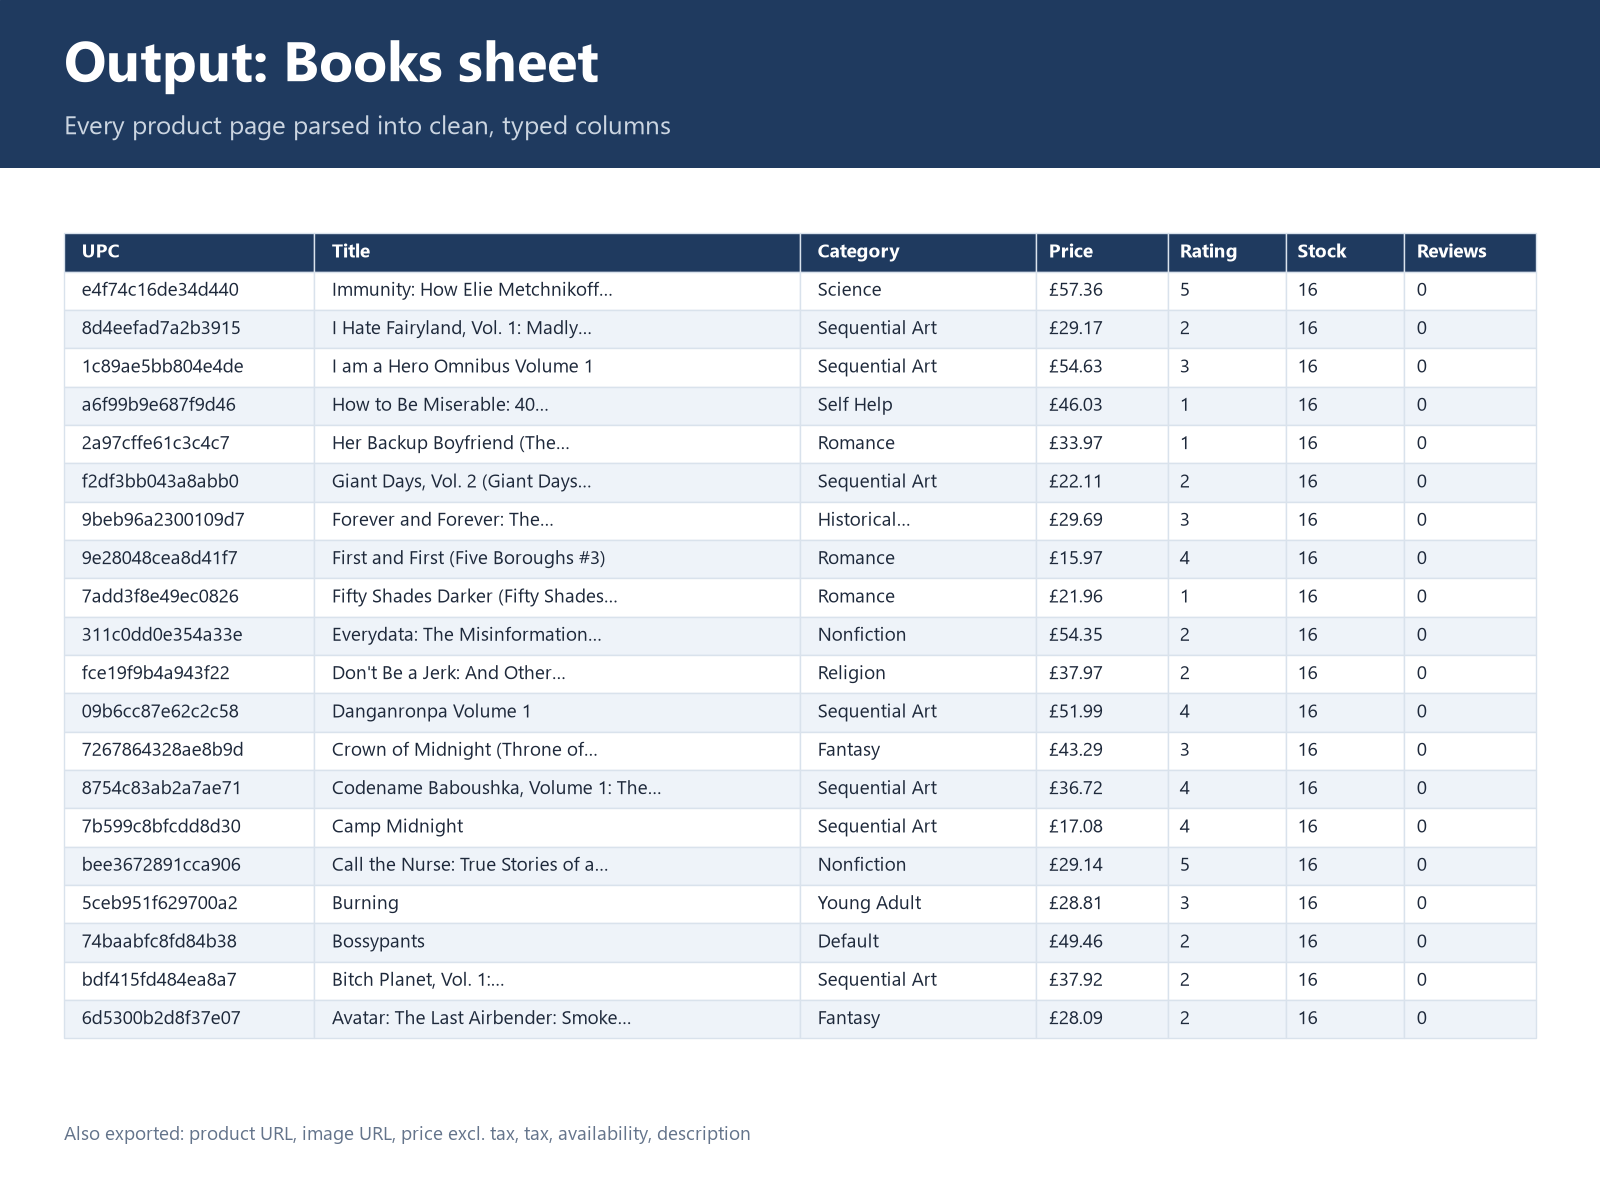 Output: Books sheet
Every product page parsed into clean, typed columns
UPC Title Category Price Rating Stock Reviews
e4f74c16de34d440 Immunity: How Elie Metchnikoff... Science £57.36 5 16 0
8d4eefad7a2b3915 I Hate Fairyland, Vol. 1: Madly... Sequential Art £29.17 2 16 0
1c89ae5bb804e4de I am a Hero Omnibus Volume 1 Sequential Art £54.63 3 16 0
a6f99b9e687f9d46 How to Be Miserable: 40... Self Help £46.03 1 16 0
2a97cffe61c3c4c7 Her Backup Boyfriend (The... Romance £33.97 1 16 0
f2df3bb043a8abb0 Giant Days, Vol. 2 (Giant Days... Sequential Art £22.11 2 16 0
9beb96a2300109d7 Forever and Forever: The... Historical... £29.69 3 16 0
9e28048cea8d41f7 First and First (Five Boroughs #3) Romance £15.97 4 16 0
7add3f8e49ec0826 Fifty Shades Darker (Fifty Shades... Romance £21.96 1 16 0
311c0dd0e354a33e Everydata: The Misinformation... Nonfiction £54.35 2 16 0
fce19f9b4a943f22 Don't Be a Jerk: And Other... Religion £37.97 2 16 0
09b6cc87e62c2c58 Danganronpa Volume 1 Sequential Art £51.99 4 16 0
7267864328ae8b9d Crown of Midnight (Throne of... Fantasy £43.29 3 16 0
8754c83ab2a7ae71 Codename Baboushka, Volume 1: The... Sequential Art £36.72 4 16 0
7b599c8bfcdd8d30 Camp Midnight Sequential Art £17.08 4 16 0
bee3672891cca906 Call the Nurse: True Stories of a... Nonfiction £29.14 5 16 0
5ceb951f629700a2 Burning Young Adult £28.81 3 16 0
74baabfc8fd84b38 Bossypants Default £49.46 2 16 0
bdf415fd484ea8a7 Bitch Planet, Vol. 1:... Sequential Art £37.92 2 16 0
6d5300b2d8f37e07 Avatar: The Last Airbender: Smoke... Fantasy £28.09 2 16 0
Also exported: product URL, image URL, price excl. tax, tax, availability, description